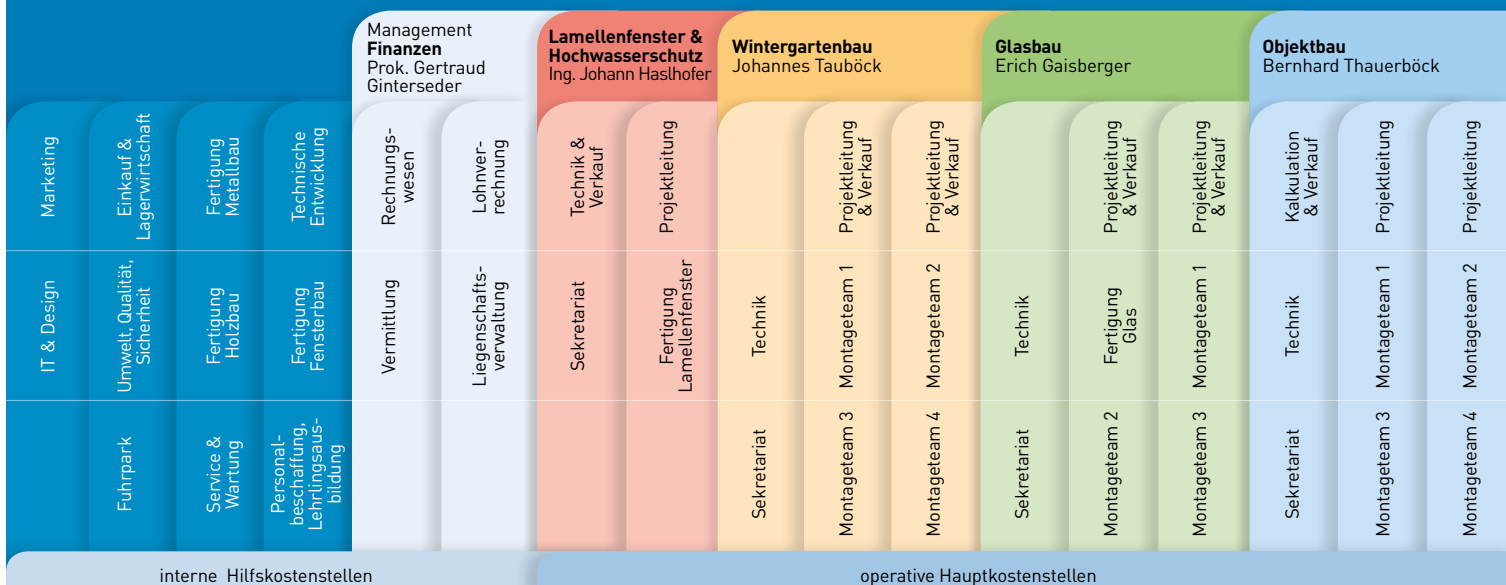 Management
Finanzen
Prok. Gertraud
Ginterseder
Lamellenfenster &
Hochwasserschutz
Ing. Johann Haslhofer
Wintergartenbau
Johannes Tauböck
Glasbau
Erich Gaisberger
Objektbau
Bernhard Thauerböck
Marketing
Einkauf &
Lagerwirtschaft
Fertigung
Metallbau
Technische
Entwicklung
Rechnungs-
wesen
Lohnver-
rechnung
Technik &
Verkauf
Projektleitung
Projektleitung
& Verkauf
Projektleitung
& Verkauf
Projektleitung
& Verkauf
Projektleitung
& Verkauf
Kalkulation
& Verkauf
Projektleitung
Projektleitung
IT & Design
Umwelt, Qualität,
Sicherheit
Fertigung
Holzbau
Fertigung
Fensterbau
Vermittlung
Liegenschafts-
verwaltung
Sekretariat
Fertigung
Lamellenfenster
Technik
Montageteam 1
Montageteam 2
Technik
Fertigung
Glas
Montageteam 1
Technik
Montageteam 1
Montageteam 2
Fuhrpark
Service &
Wartung
Personal-
beschaffung,
Lehrlingsaus-
bildung
Sekretariat
Montageteam 3
Montageteam 4
Sekretariat
Montageteam 2
Montageteam 3
Sekretariat
Montageteam 3
Montageteam 4
interne Hilfskostenstellen
operative Hauptkostenstellen